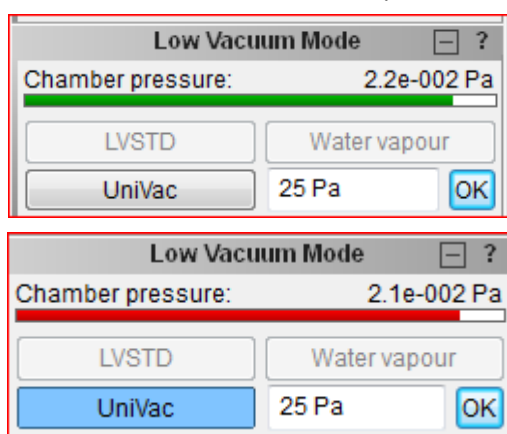 Low Vacuum Mode ?
Chamber pressure: 2.2e-002 Pa
LVSTD Water vapour
UniVac 25 Pa OK
Low Vacuum Mode ?
Chamber pressure: 2.1e-002 Pa
LVSTD Water vapour
UniVac 25 Pa OK